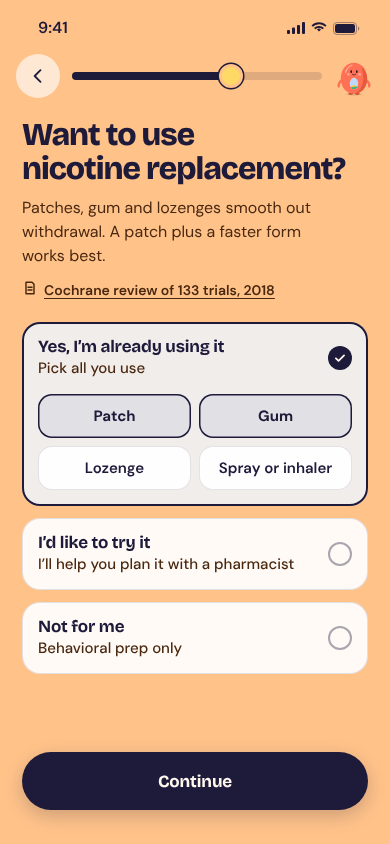 9:41
Want to use
nicotine replacement?
Patches, gum and lozenges smooth out
withdrawal. A patch plus a faster form
works best.
Cochrane review of 133 trials, 2018
Yes, I’m already using it
Pick all you use
Patch
Gum
Lozenge
Spray or inhaler
I’d like to try it
I’ll help you plan it with a pharmacist
Not for me
Behavioral prep only
Continue